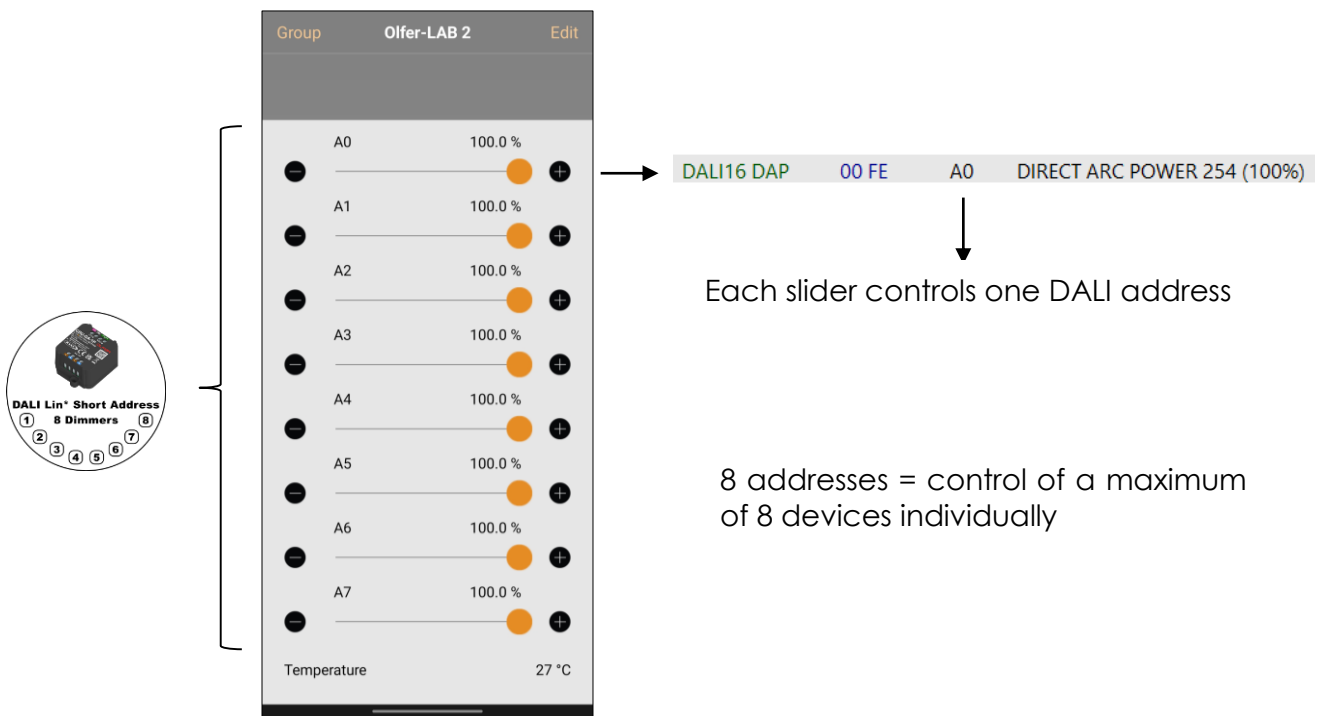 Group Olfer-LAB 2 Edit
A0 100.0 %
A1 100.0 %
A2 100.0 %
A3 100.0 %
A4 100.0 %
A5 100.0 %
A6 100.0 %
A7 100.0 %
Temperature 27 °C
DALI16 DAP 00 FE A0 DIRECT ARC POWER 254 (100%)
Each slider controls one DALI address
8 addresses = control of a maximum
of 8 devices individually
DALI Lin* Short Address
8 Dimmers
1 2 3 4 5 6 7 8